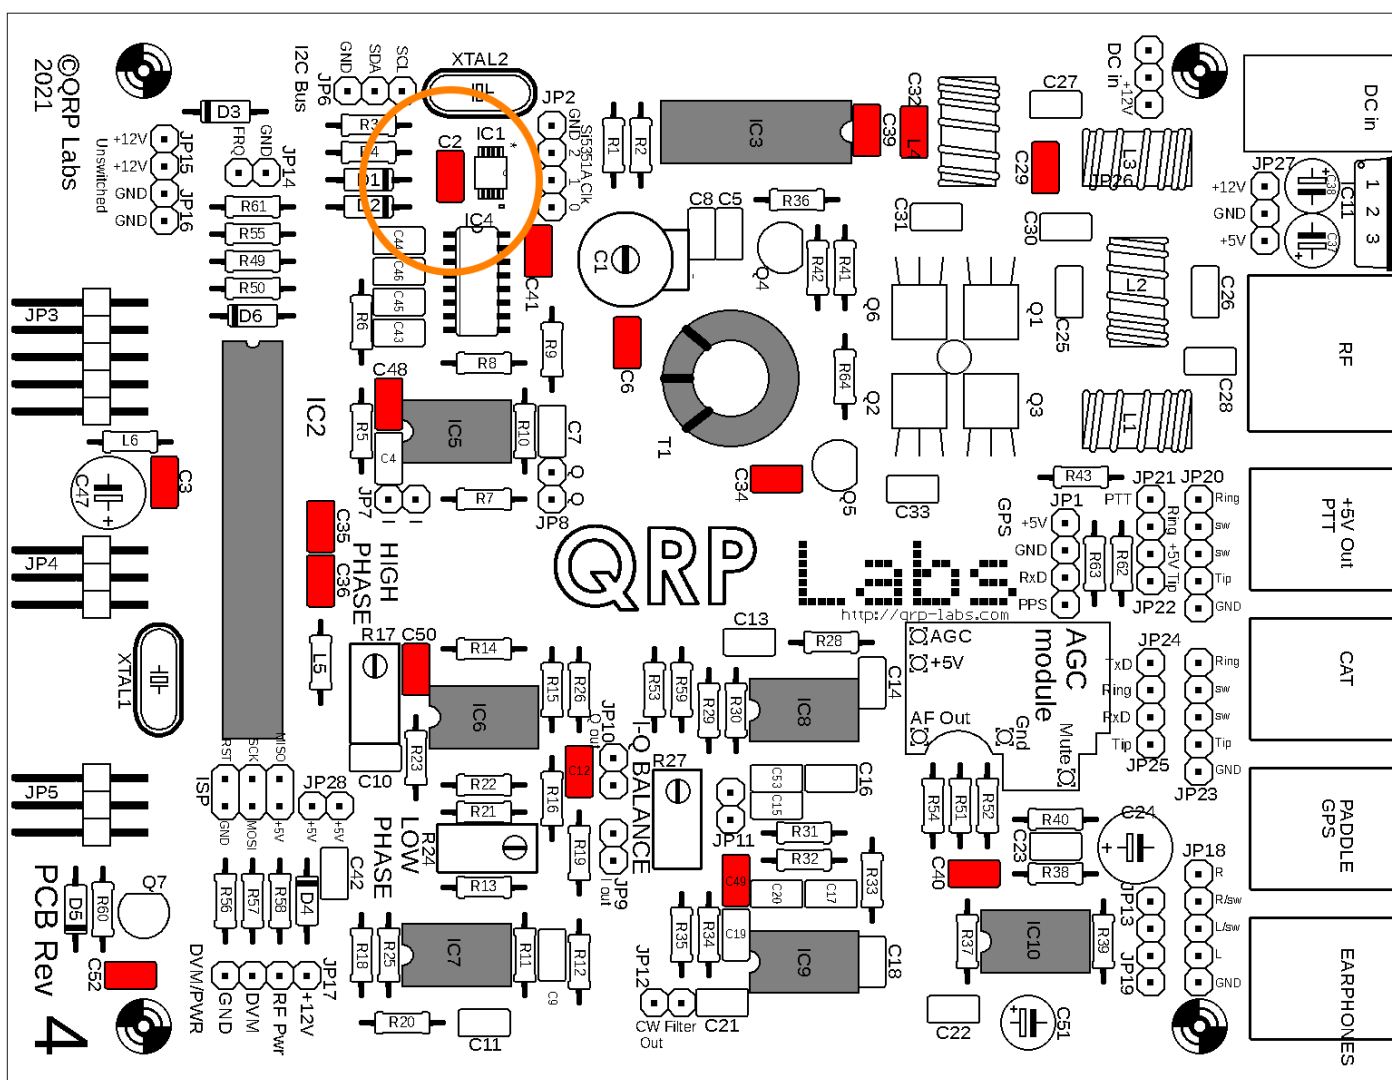 ©QRP Labs
2021
I2C Bus
GND
SDA
SCL
JP6
XTAL2
D3
FRQ
GND
JP14
+12V
+12V
GND
GND
Unswitched
JP15
JP16
R61
R55
R49
R50
D6
R3
R4
D1
D2
C2
IC1
*
JP2
GND
2
1
0
Si5351A Clk
R1
R2
IC3
C39
C32
L4
C27
DC in
+12V
DC in
C29
L3
JP26
JP27
+12V
GND
+5V
C38
C37
IC11
1
2
3
IC4
C44
C46
C45
C43
R6
C41
C1
C8
C5
R36
Q4
R42
R41
C31
C30
Q6
Q1
Q2
Q3
C25
L2
C26
C28
RF
L1
JP3
R8
R9
C6
R64
T1
C48
R5
IC5
R10
C7
C4
IC2
L6
C47
+
C3
JP7
I
I
R7
Q
Q
JP8
C34
Q5
C33
R43
JP21
JP20
PTT
Ring
+5V
Tip
JP22
Ring
sw
sw
Tip
GND
+5V Out
PTT
GPS
JP1
+5V
GND
RxD
PPS
R63
R62
C35
C36
HIGH
PHASE
JP4
QRP
Labs
http://qrp-labs.com
XTAL1
L5
R17
C50
R14
IC6
R15
R26
R23
C10
R22
R21
R16
C12
JP10
Q Out
I-Q BALANCE
R27
R53
R59
R29
R30
C13
R28
IC8
C14
AGC
+5V
AGC
module
AF Out
Gnd
Mute
JP24
TxD
Ring
RxD
Tip
JP25
Ring
sw
sw
Tip
GND
JP23
CAT
JP5
RST
SCK
MISO
ISP
GND
MOSI
+5V
JP28
+5V
+5V
LOW
PHASE
R24
R13
R19
JP9
I out
JP11
C53
C15
C16
R31
R32
C49
C20
C17
R33
R54
R51
R52
R40
C23
R38
C24
+
C40
PADDLE
GPS
PCB Rev
4
D5
R60
Q7
C52
R56
R57
R58
D4
C42
JP17
DVM/PWR
GND
DVM
RF Pwr
+12V
R18
R25
IC7
R11
C9
R12
R20
C11
R35
R34
C19
IC9
C18
JP12
CW Filter
Out
C21
R37
IC10
R39
JP13
JP19
C22
C51
+
JP18
R
R/sw
L/sw
L
GND
EARPHONES